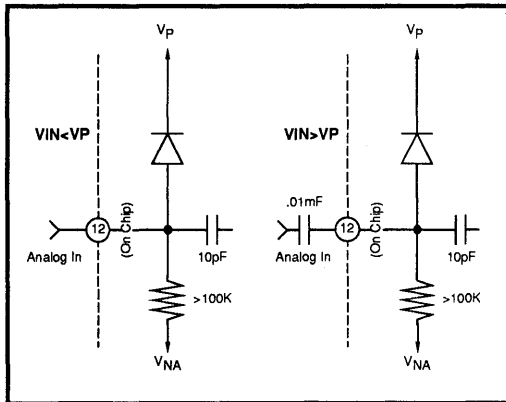 VP
VIN<VP
12
(On Chip)
Analog In
10pF
>100K
VNA
VP
VIN>VP
.01mF
12
(On Chip)
Analog In
10pF
>100K
VNA